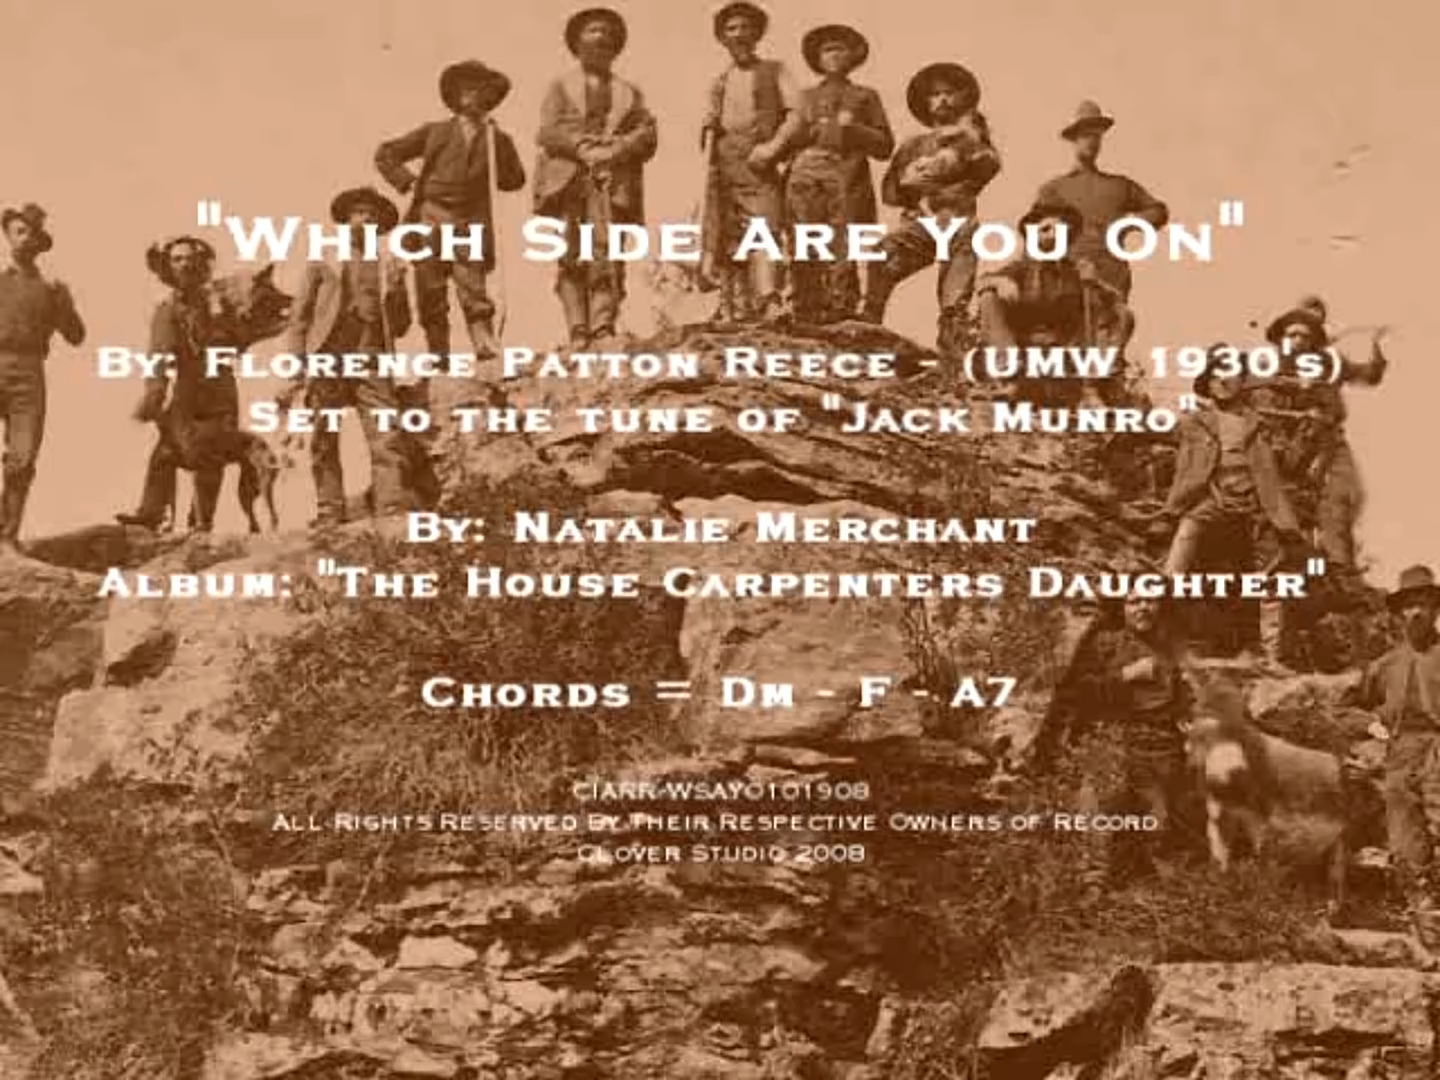 "Which Side Are You On"
By: Florence Patton Reece - (UMW 1930's)
Set to the tune of "Jack Munro"
By: Natalie Merchant
Album: "The House Carpenters Daughter"
Chords = Dm - F - A7
CIARR-WSAYO101908
All Rights Reserved By Their Respective Owners of Record
Clover Studio 2008